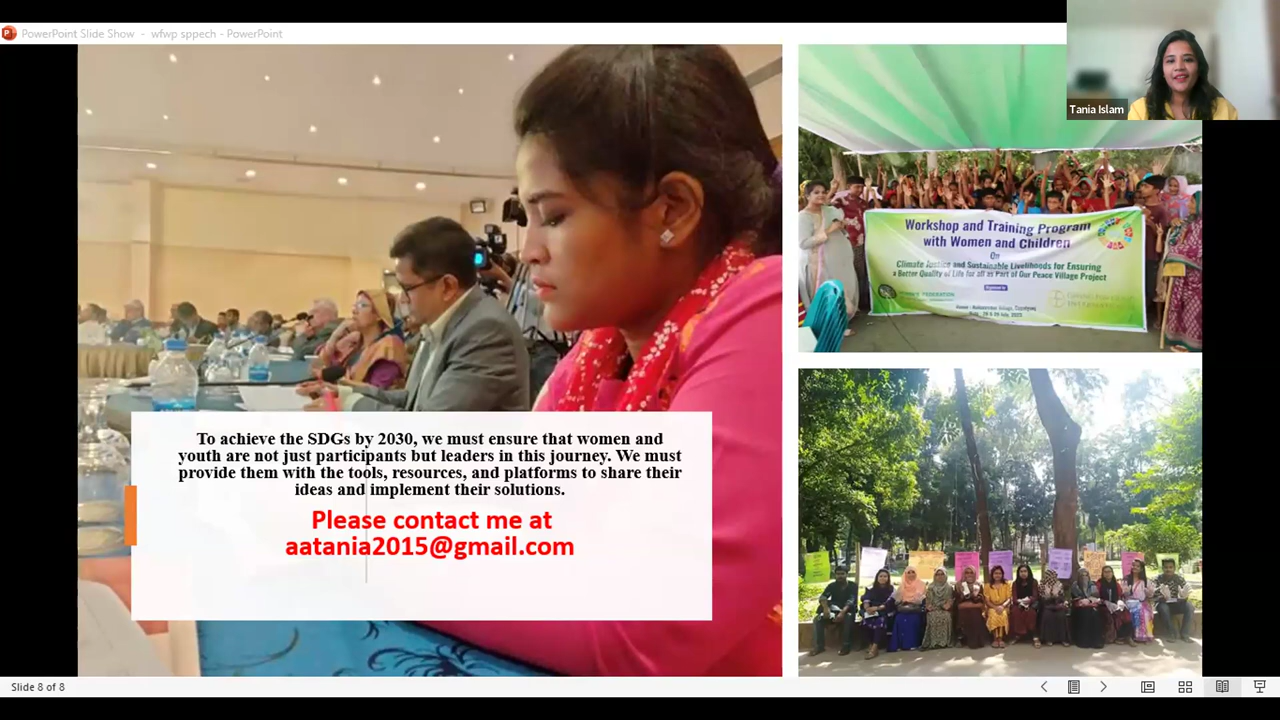 PowerPoint Slide Show - wfwp sppech - PowerPoint
Tania Islam
Workshop and Training Program
with Women and Children
On
Climate Justice and Sustainable Livelihoods for Ensuring
a Better Quality of Life for all as Part of Our Peace Village Project
To achieve the SDGs by 2030, we must ensure that women and
youth are not just participants but leaders in this journey. We must
provide them with the tools, resources, and platforms to share their
ideas and implement their solutions.
Please contact me at
aatania2015@gmail.com
Slide 8 of 8